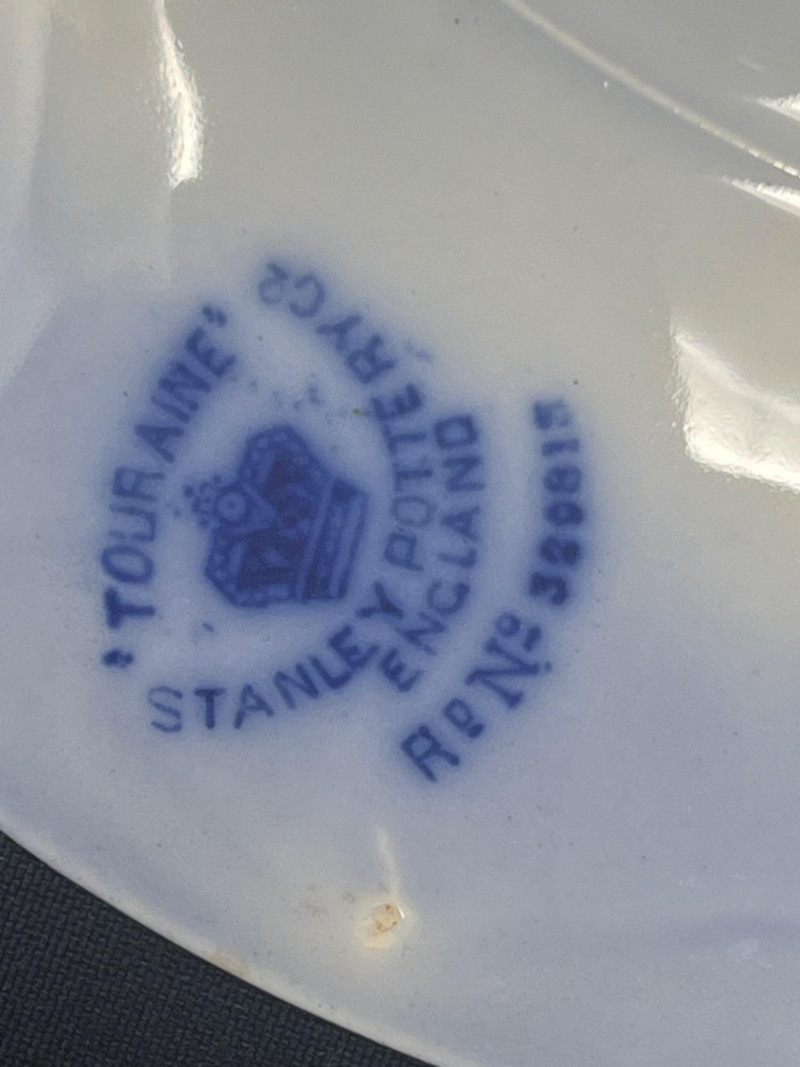 "TOURAINE"
STANLEY POTTERY Co
ENGLAND
Rd No 329815